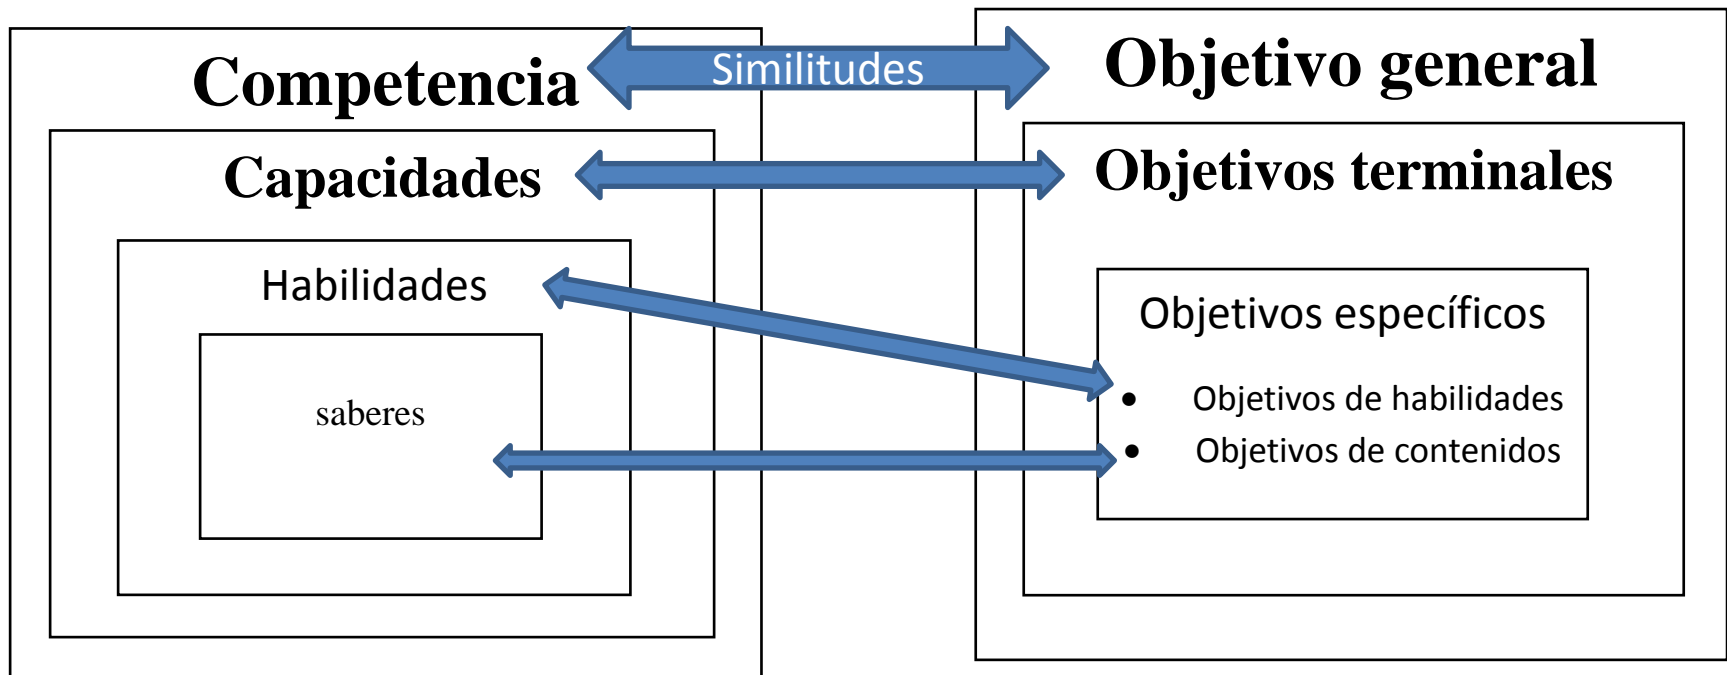 Competencia
Similitudes
Objetivo general
Capacidades
Objetivos terminales
Habilidades
Objetivos específicos
saberes
• Objetivos de habilidades
• Objetivos de contenidos